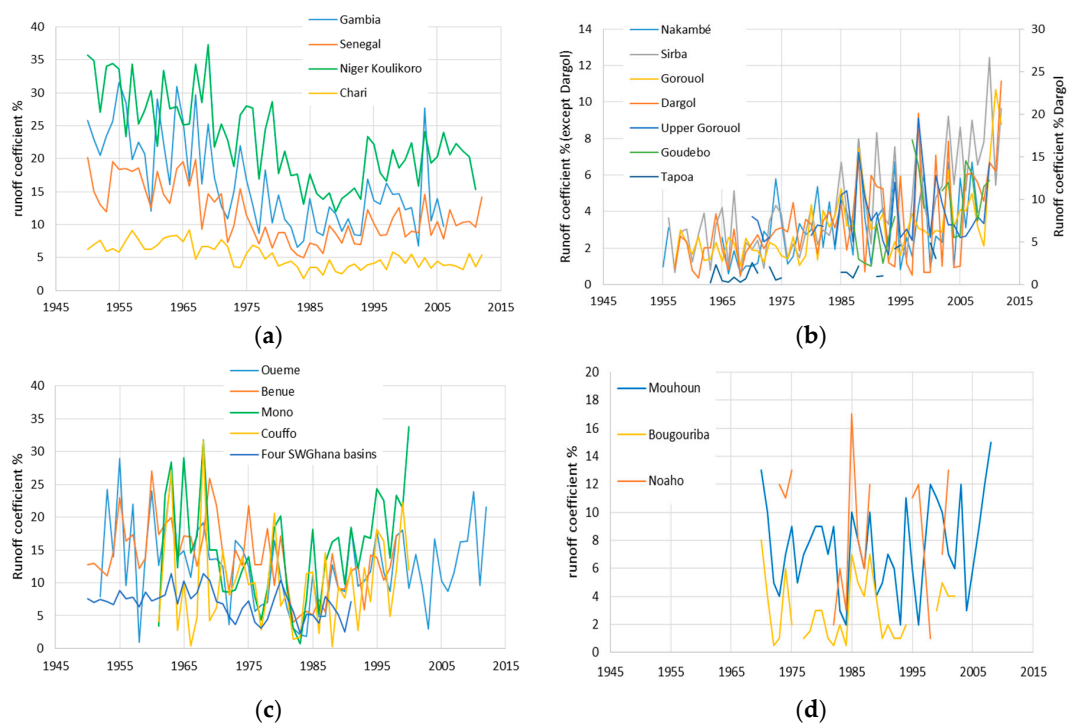 40
35
30
25
20
15
10
5
0
runoff coefficient %
Gambia
Senegal
Niger Koulikoro
Chari
1945 1955 1965 1975 1985 1995 2005 2015
(a)
14
12
10
8
6
4
2
0
Runoff coefficient % (except Dargol)
Nakambé
Sirba
Gorouol
Dargol
Upper Gorouol
Goudebo
Tapoa
30
25
20
15
10
5
0
Runoff coefficient % Dargol
1945 1955 1965 1975 1985 1995 2005 2015
(b)
40
35
30
25
20
15
10
5
0
Runoff coefficient %
Oueme
Benue
Mono
Couffo
Four SWGhana basins
1945 1955 1965 1975 1985 1995 2005 2015
(c)
20
18
16
14
12
10
8
6
4
2
0
runoff coefficient %
Mouhoun
Bougouriba
Noaho
1945 1955 1965 1975 1985 1995 2005 2015
(d)